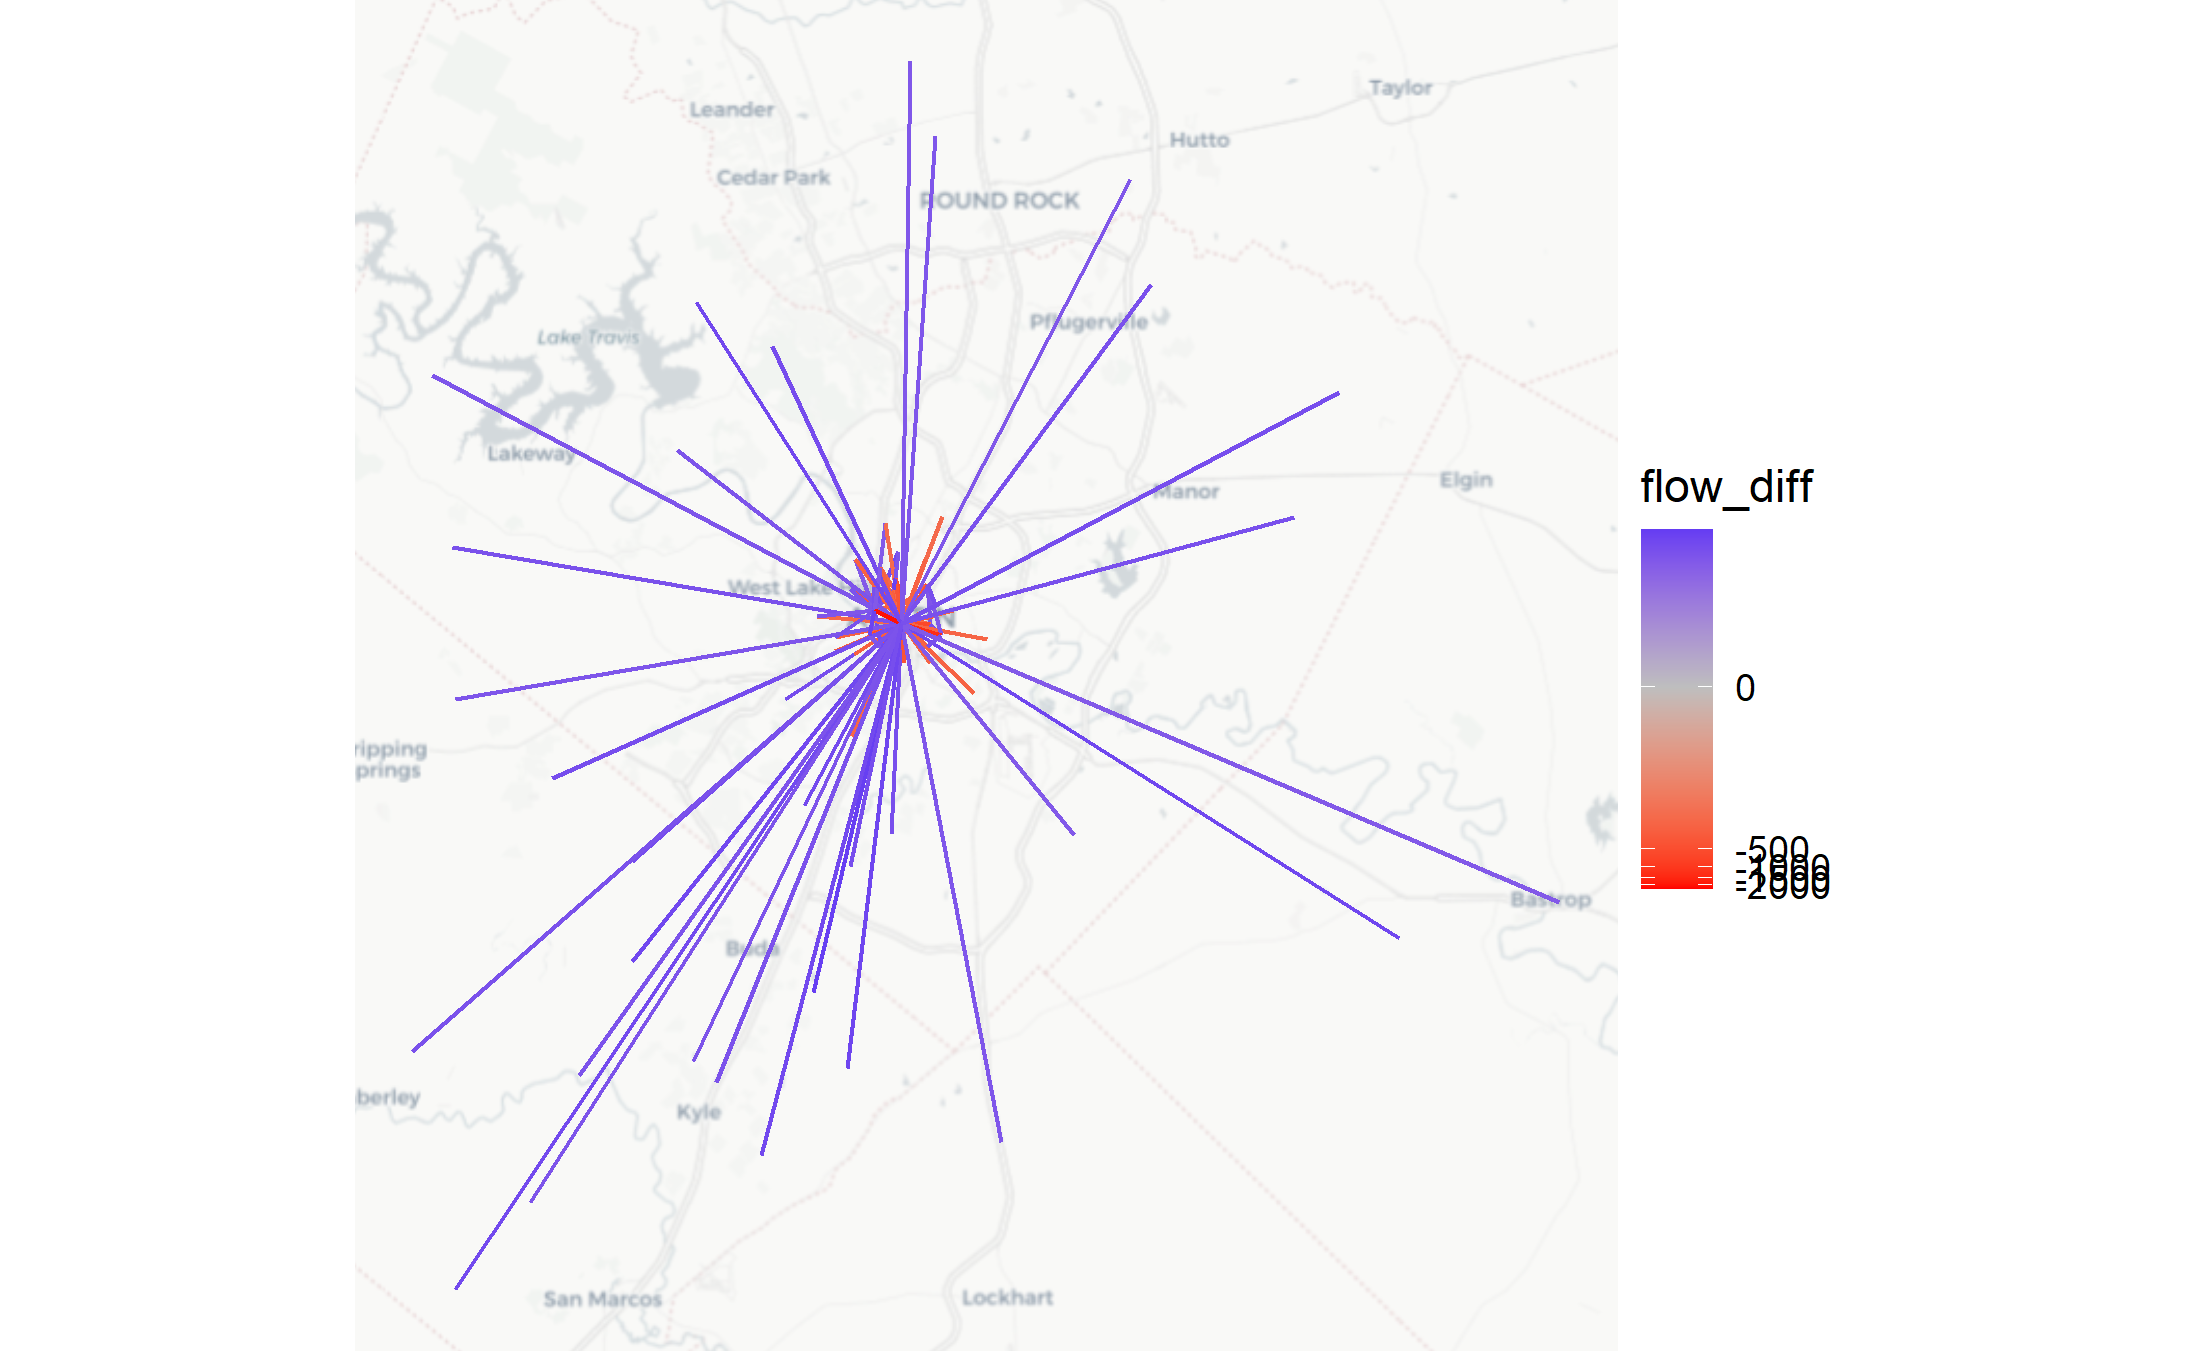 Taylor
Leander
Hutto
Cedar Park
ROUND ROCK
Pflugerville
Lake Travis
Lakeway
Elgin
Manor
West Lake
ripping
prings
Bastrop
Buda
berley
Kyle
San Marcos
Lockhart
flow_diff
0
-500
-1000
-2000